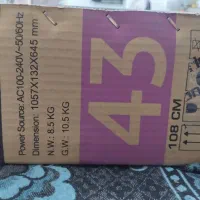 Power Source: AC100-240V~50/60Hz
Dimension: 1057X132X645 mm
N.W.: 8.5 KG
G.W.: 10.5 KG
43
108 CM